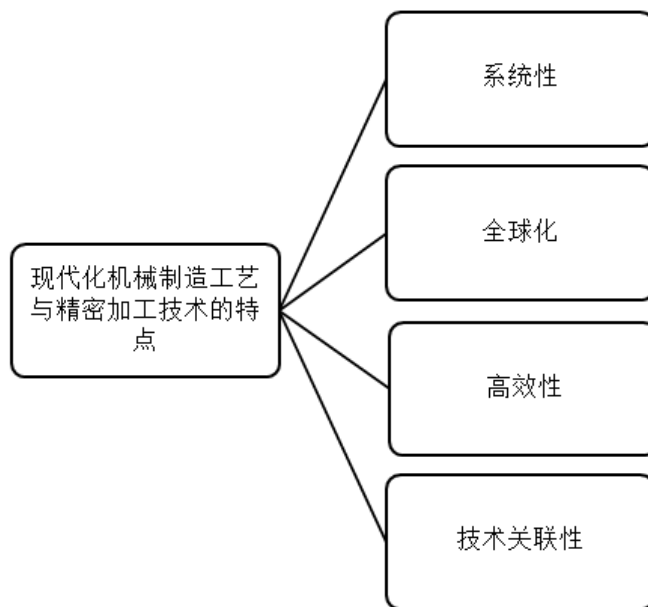 系统性
全球化
现代化机械制造工艺
与精密加工技术的特
点
高效性
技术关联性